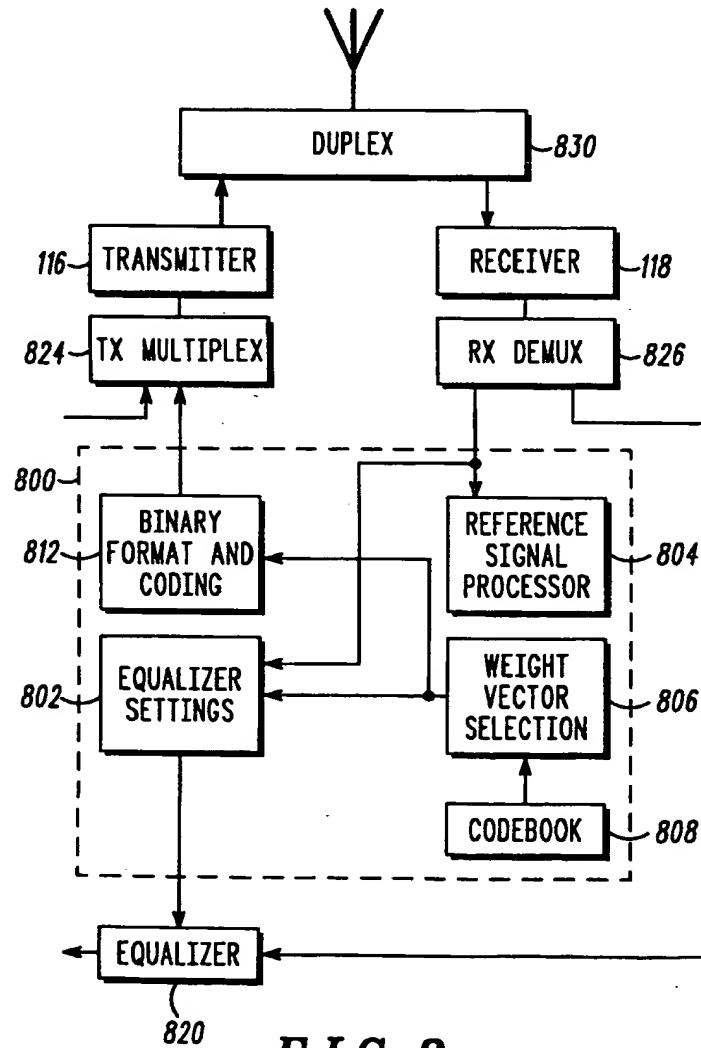 DUPLEX
830
116
TRANSMITTER
RECEIVER
118
824
TX MULTIPLEX
RX DEMUX
826
800
812
BINARY
FORMAT AND
CODING
REFERENCE
SIGNAL
PROCESSOR
804
802
EQUALIZER
SETTINGS
WEIGHT
VECTOR
SELECTION
806
CODEBOOK
808
EQUALIZER
820